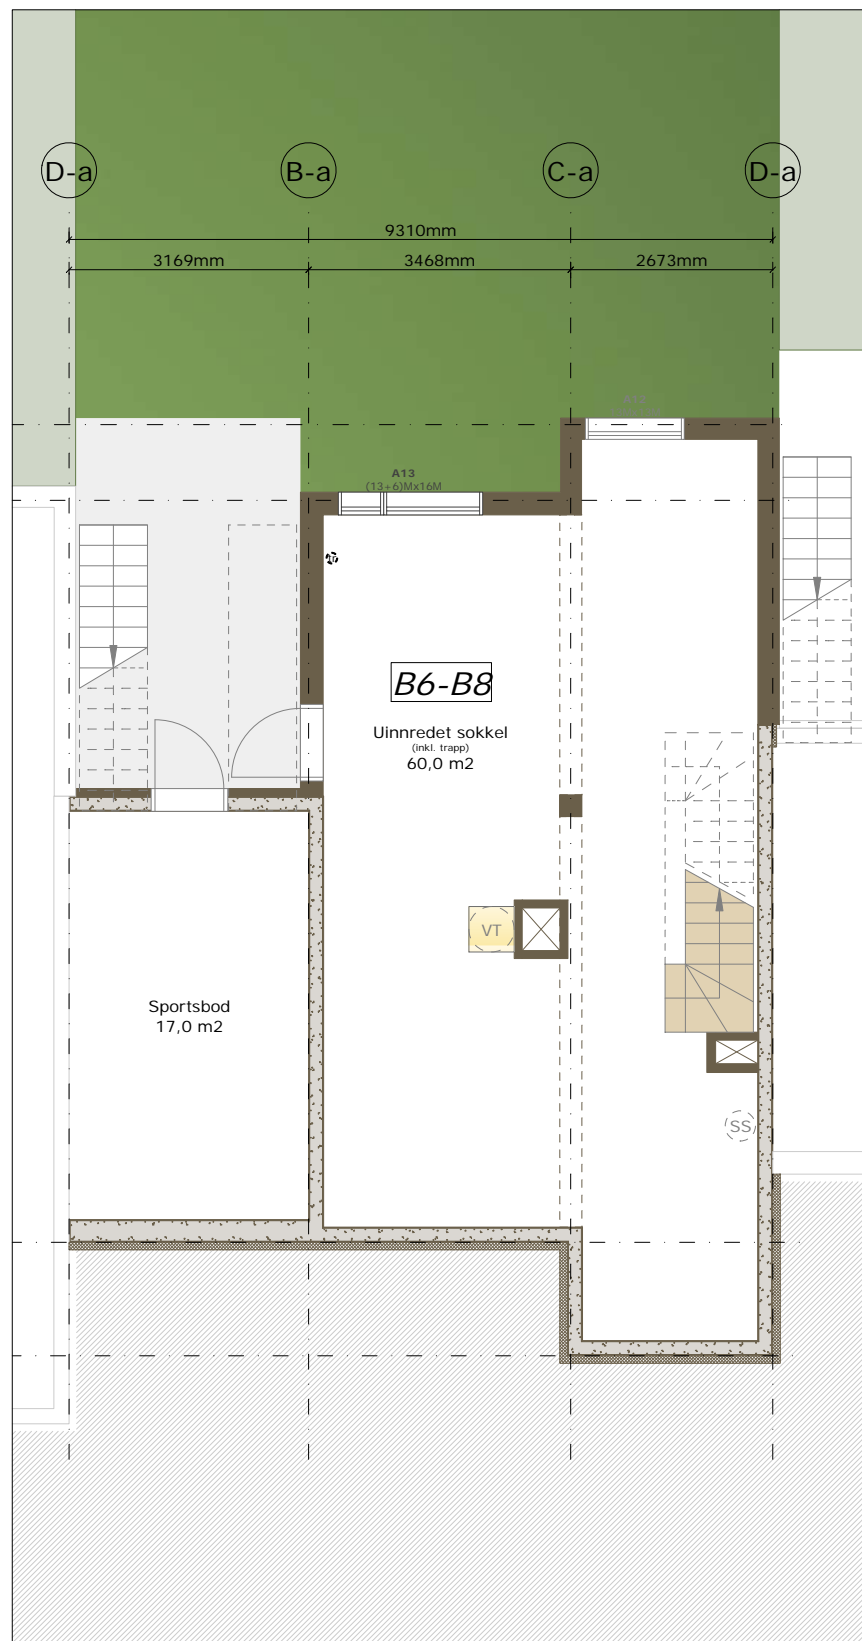 D-a B-a C-a D-a
9310mm
3169mm 3468mm 2673mm
A13
(13+6)Mx16M
B6-B8
Uinnredet sokkel
(inkl. trapp)
60,0 m2
VT
Sportsbod
17,0 m2
SS